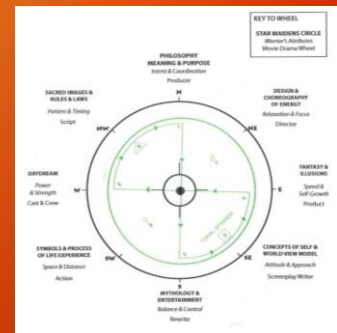 KEY TO WHEEL
STAR MAIDENS CIRCLE
Warrior's Attributes
Movie Drama Wheel
PHILOSOPHY
MEANING & PURPOSE
Intent & Coordination
Producer
N
SACRED IMAGES &
RULES & LAWS
Pattern & Timing
Script
NW
DESIGN &
CHOREOGRAPHY
OF ENERGY
Relaxation & Focus
Director
NE
DAYDREAM
Power
& Strength
Cast & Crew
W
FANTASY &
ILLUSIONS
Speed &
Self-Growth
Product
E
SYMBOLS & PROCESS
OF LIFE EXPERIENCE
Space & Distance
Action
SW
CONCEPTS OF SELF &
WORLD VIEW MODEL
Attitude & Approach
Screenplay Writer
SE
S
MYTHOLOGY &
ENTERTAINMENT
Balance & Control
Rewrite